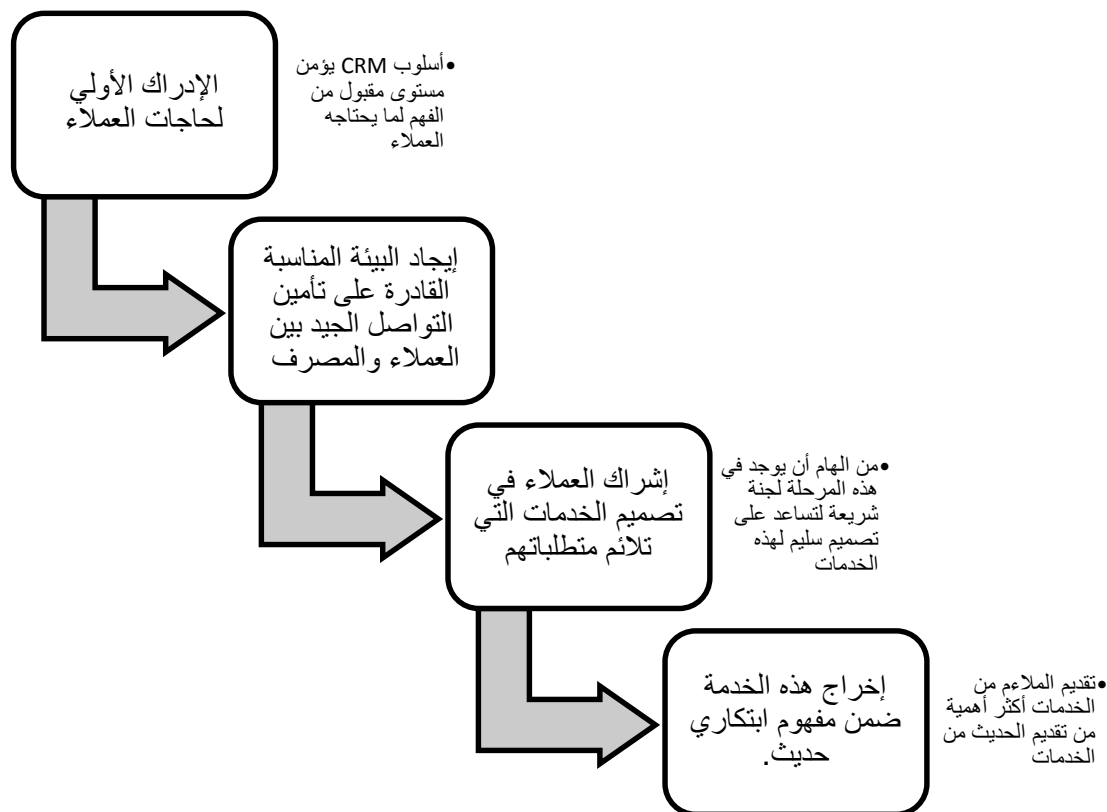 الإدراك الأولي
لحاجات العملاء
•أسلوب CRM يؤمن
مستوى مقبول من
الفهم لما يحتاجه
العملاء
إيجاد البيئة المناسبة
القادرة على تأمين
التواصل الجيد بين
العملاء والمصرف
إشراك العملاء في
تصميم الخدمات التي
تلائم متطلباتهم
•من الهام أن يوجد في
هذه المرحلة لجنة
شريعة لتساعد على
تصميم سليم لهذه
الخدمات
إخراج هذه الخدمة
ضمن مفهوم ابتكاري
حديث.
•تقديم الملاءم من
الخدمات أكثر أهمية
من تقديم الحديث من
الخدمات